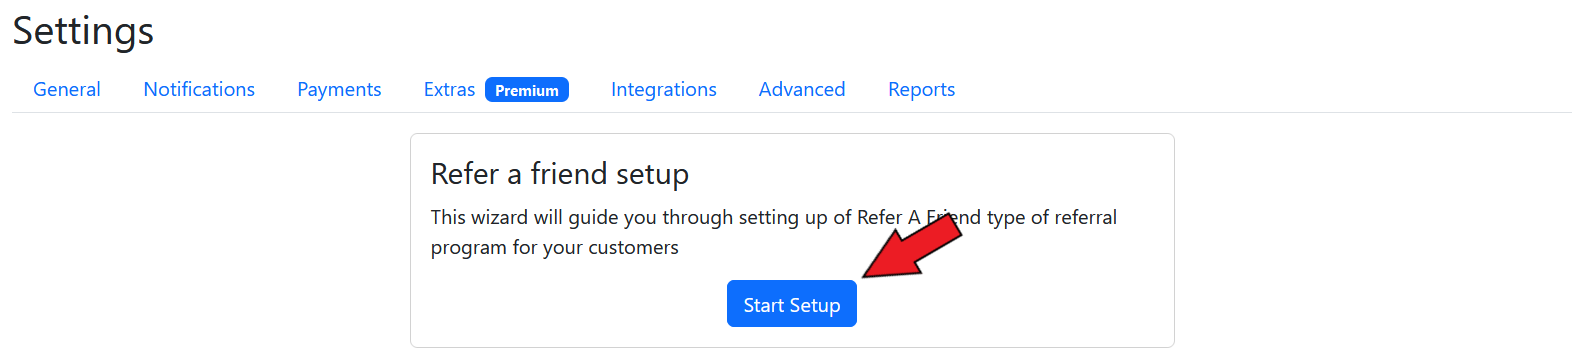 Settings
General Notifications Payments Extras Premium Integrations Advanced Reports
Refer a friend setup
This wizard will guide you through setting up of Refer A Friend type of referral
program for your customers
Start Setup